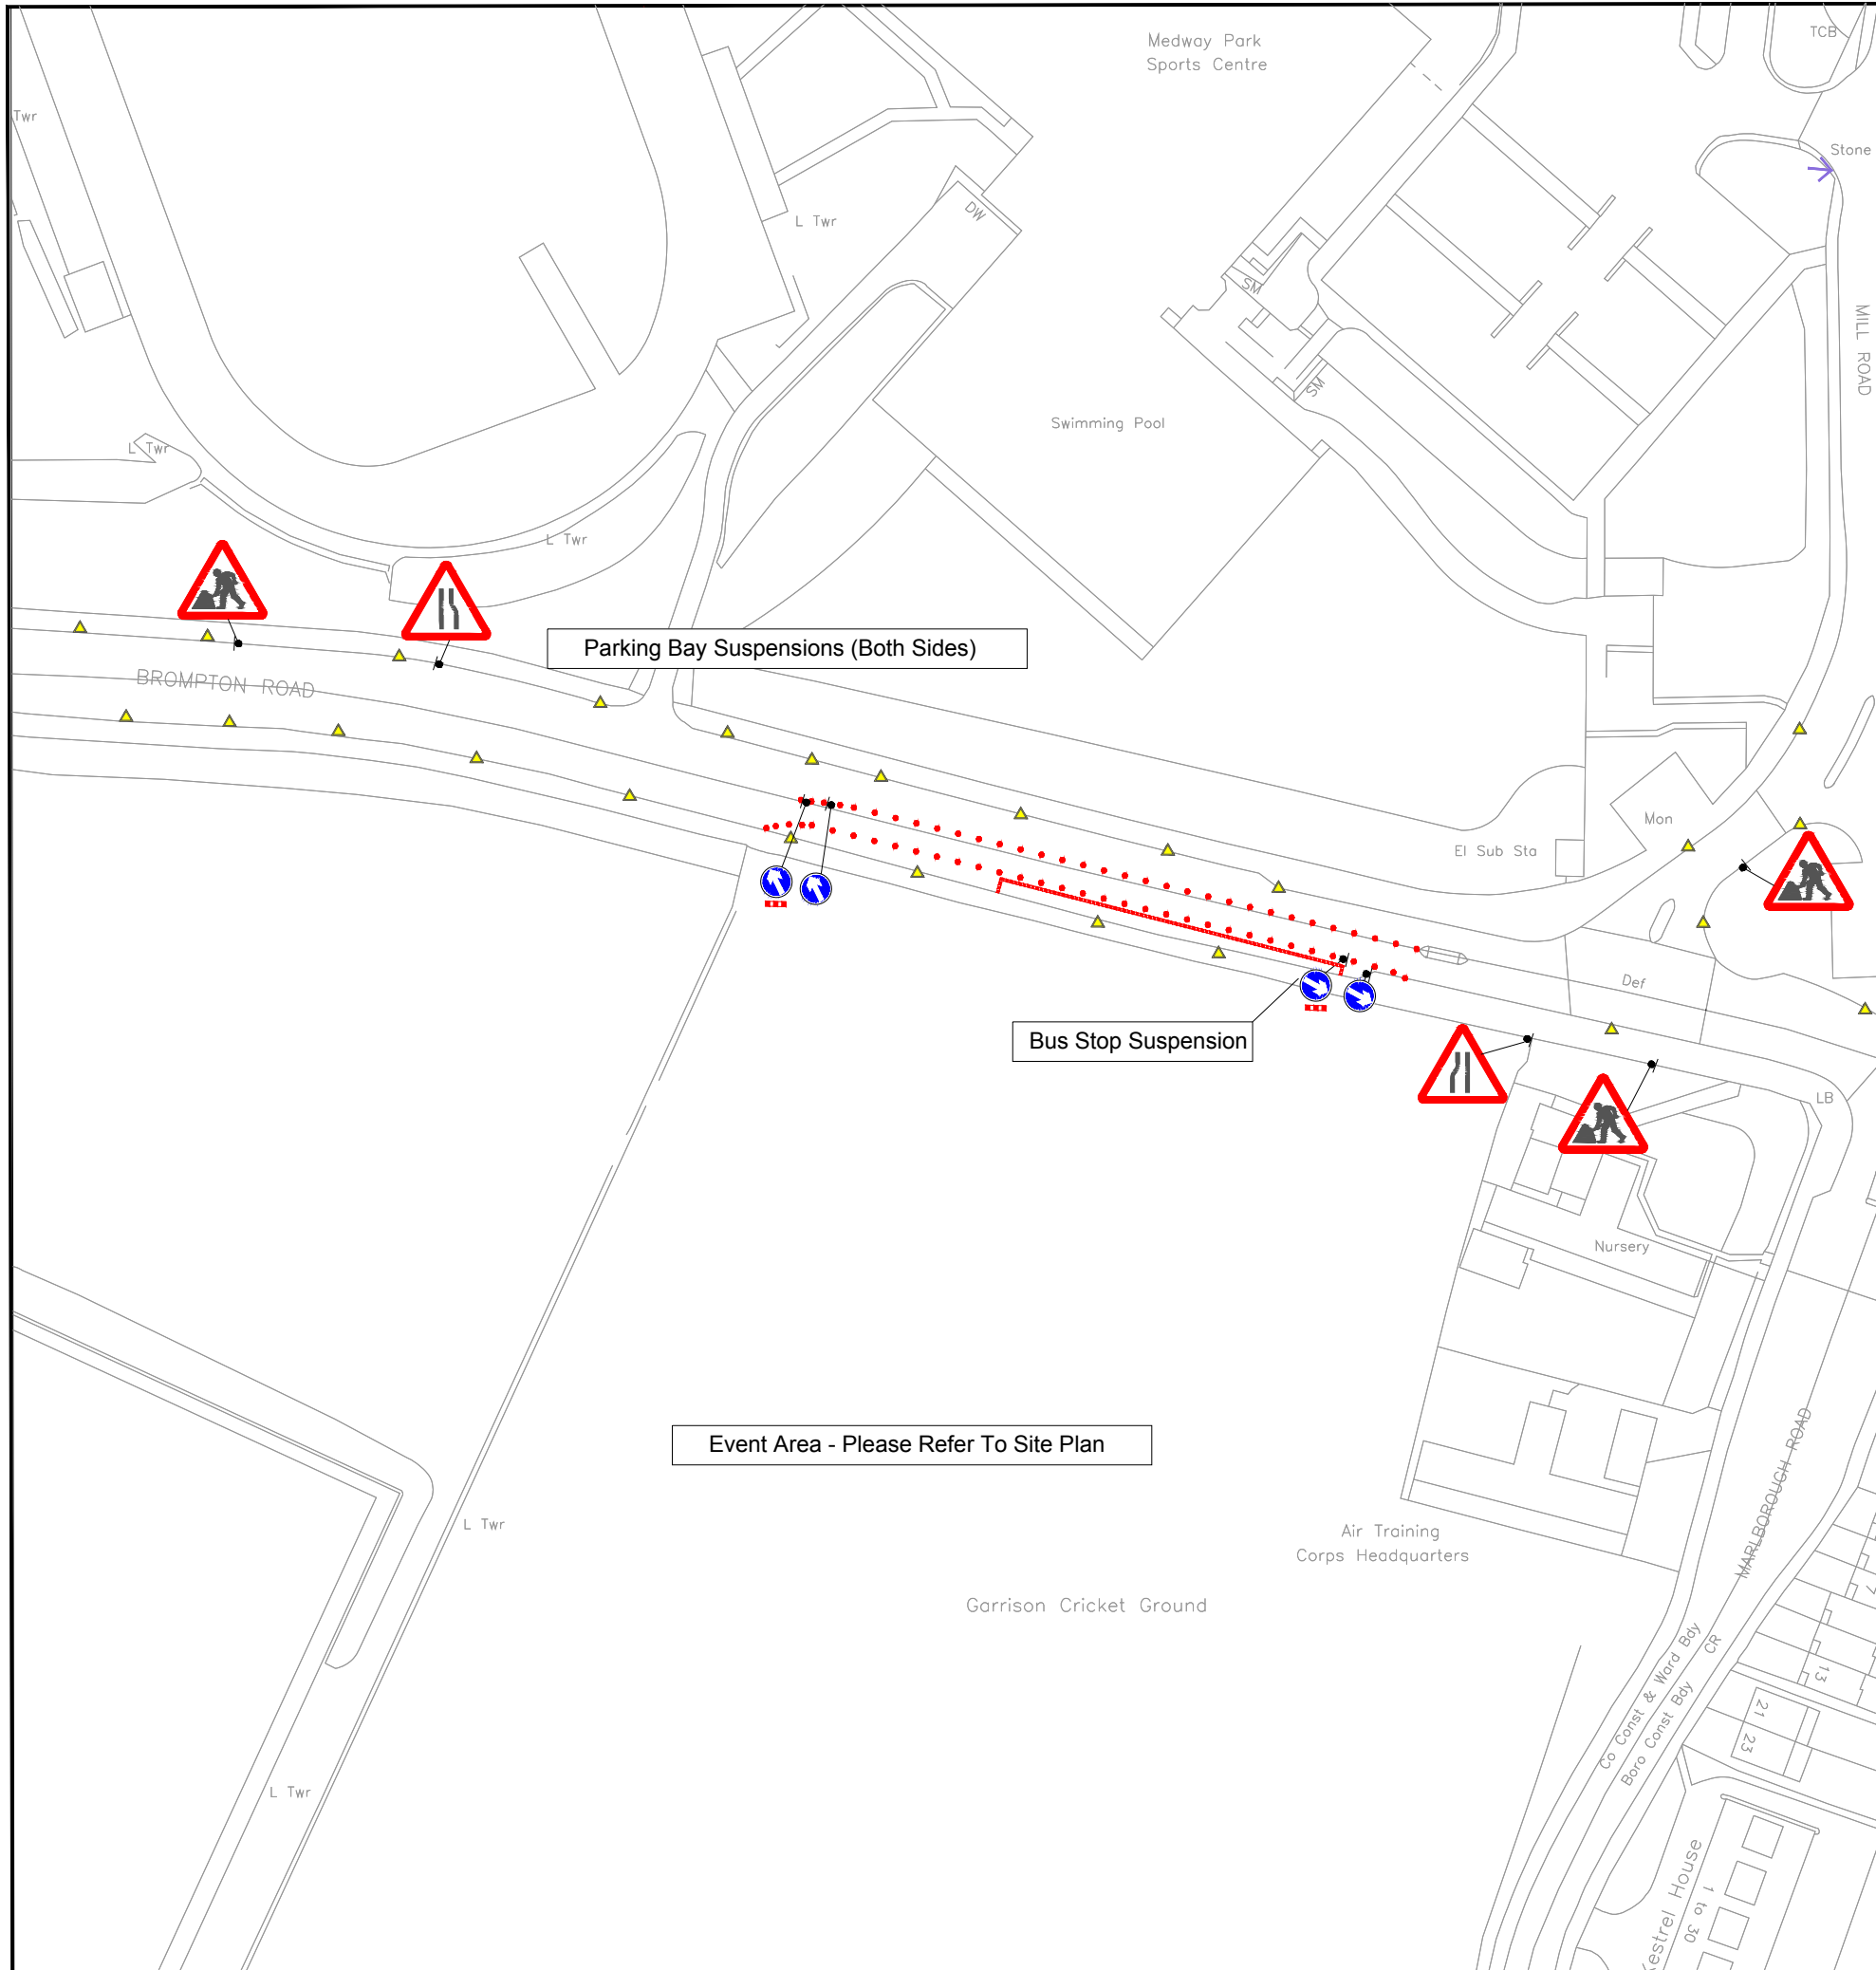 Medway Park
Sports Centre
TCB
Twr
Stone
L Twr
DW
SM
MILL ROAD
SM
Swimming Pool
L Twr
L Twr
Parking Bay Suspensions (Both Sides)
BROMPTON ROAD
Mon
El Sub Sta
Def
Bus Stop Suspension
LB
Nursery
Event Area - Please Refer To Site Plan
MARLBOROUGH ROAD
L Twr
Air Training
Corps Headquarters
Garrison Cricket Ground
7
13
Co Const & Ward Bdy
CR
Boro Const Bdy
21
23
L Twr
estrel House
1 to 30